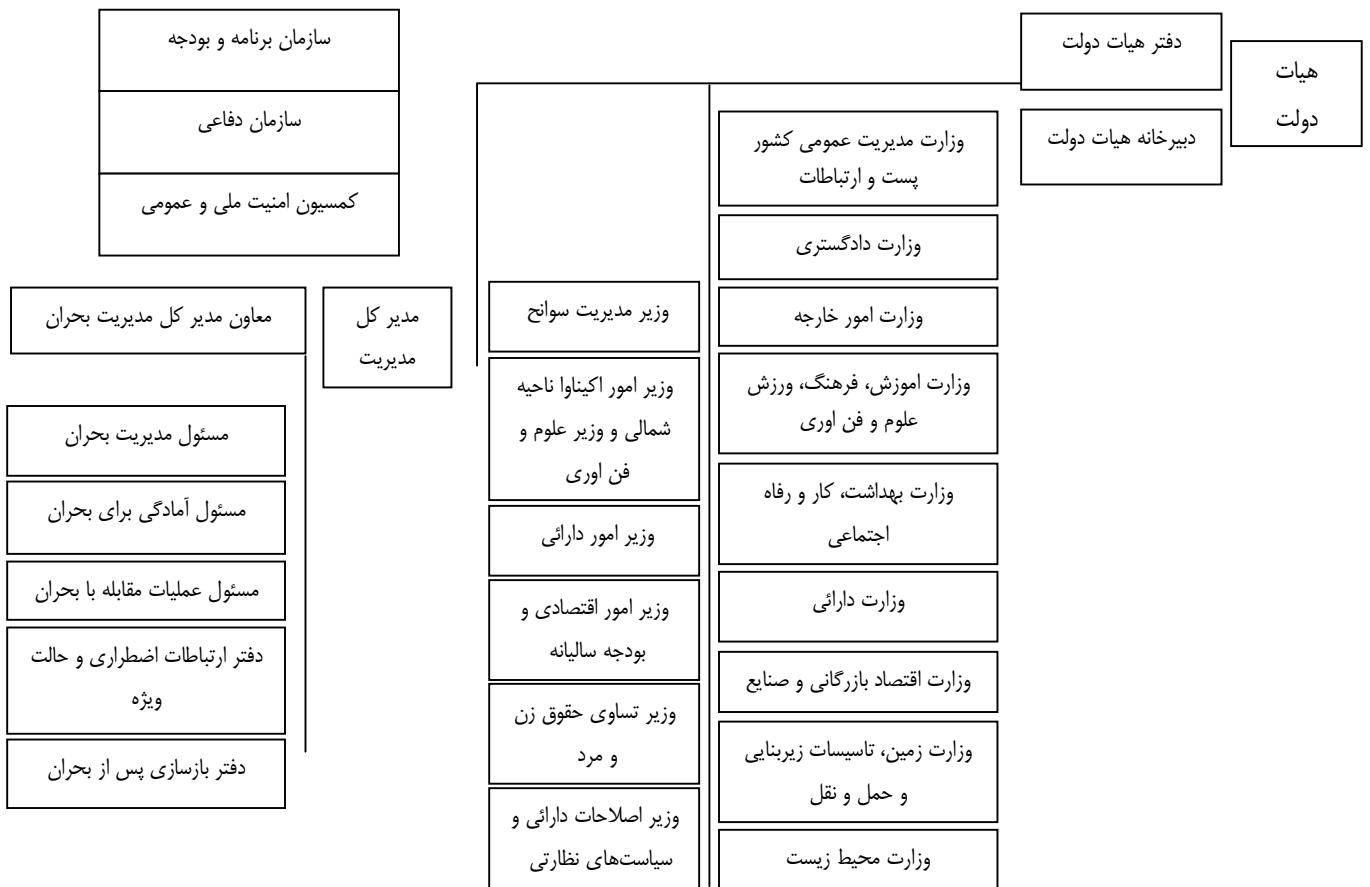 هیات
دولت
دفتر هیات دولت
دبیرخانه هیات دولت
وزارت مدیریت عمومی کشور
پست و ارتباطات
وزارت دادگستری
وزارت امور خارجه
وزارت اموزش، فرهنگ، ورزش
علوم و فن اوری
وزارت بهداشت، کار و رفاه
اجتماعی
وزارت دارائی
وزارت اقتصاد بازرگانی و صنایع
وزارت زمین، تاسیسات زیربنایی
و حمل و نقل
وزارت محیط زیست
وزیر مدیریت سوانح
وزیر امور اکیناوا ناحیه
شمالی و وزیر علوم و
فن اوری
وزیر امور دارائی
وزیر امور اقتصادی و
بودجه سالیانه
وزیر تساوی حقوق زن
و مرد
وزیر اصلاحات دارائی و
سیاست‌های نظارتی
سازمان برنامه و بودجه
سازمان دفاعی
کمسیون امنیت ملی و عمومی
مدیر کل
مدیریت
معاون مدیر کل مدیریت بحران
مسئول مدیریت بحران
مسئول آمادگی برای بحران
مسئول عملیات مقابله با بحران
دفتر ارتباطات اضطراری و حالت
ویژه
دفتر بازسازی پس از بحران